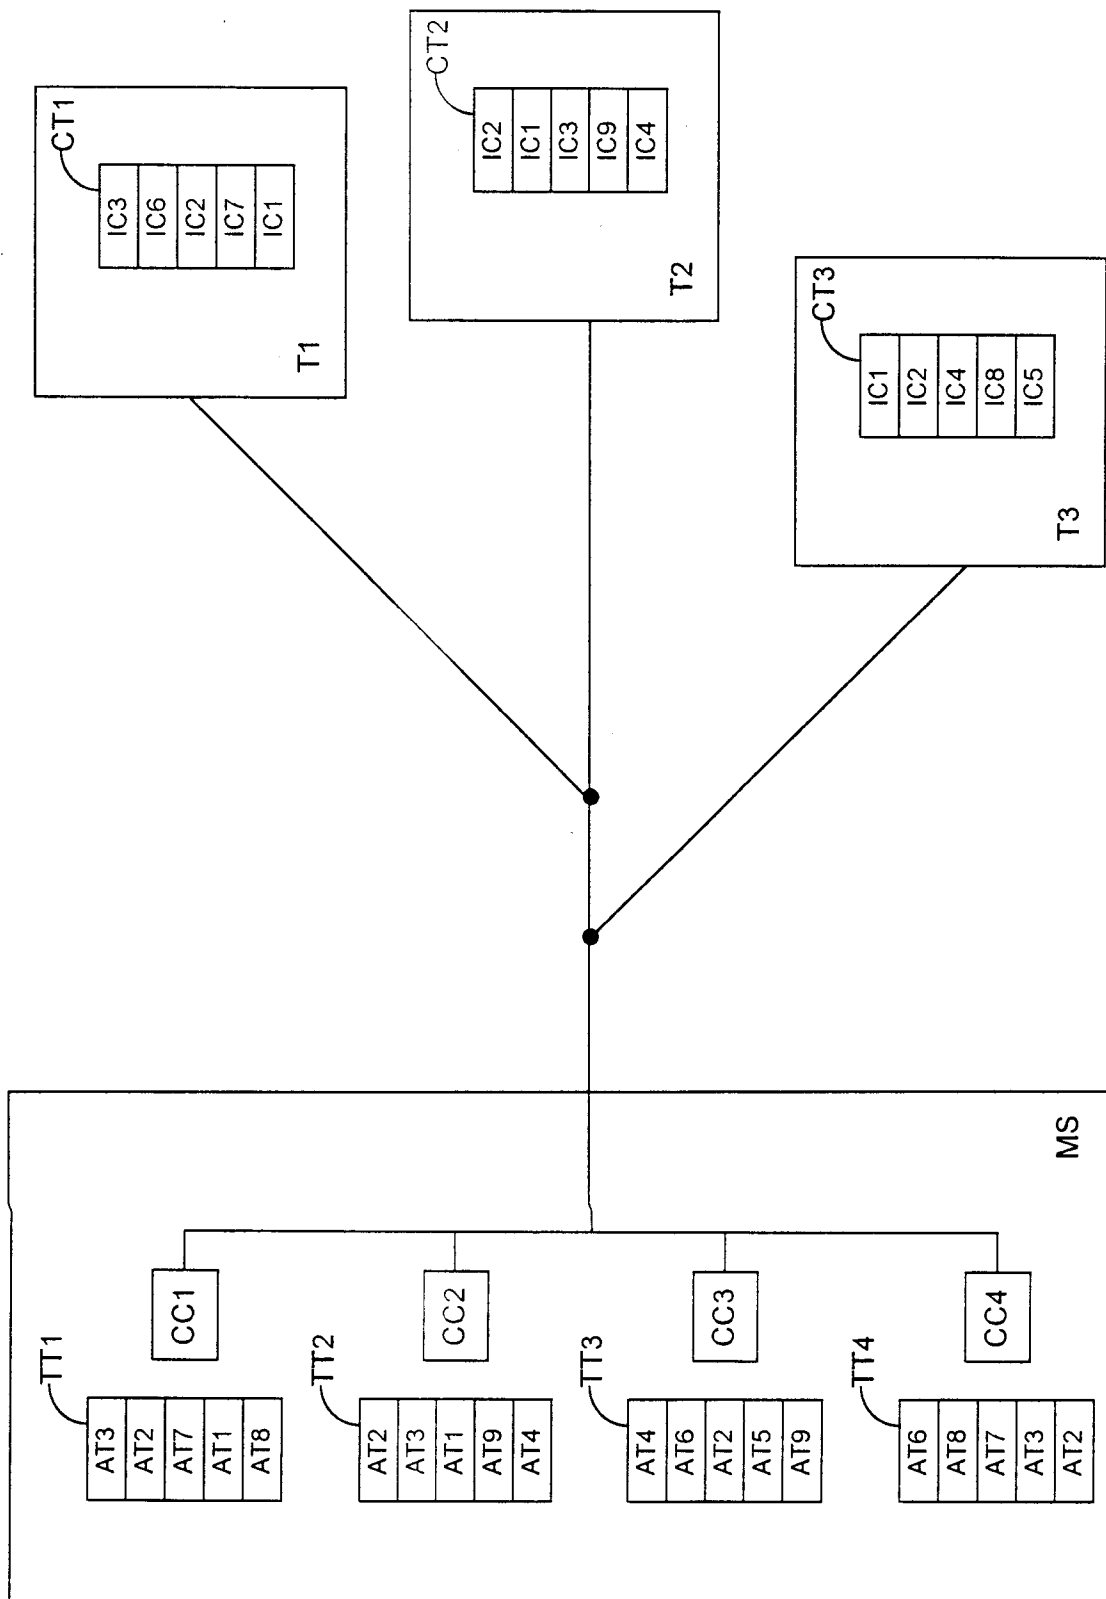 CT1
IC3
IC6
IC2
IC7
IC1
T1
CT2
IC2
IC1
IC3
IC9
IC4
T2
CT3
IC1
IC2
IC4
IC8
IC5
T3
MS
TT1
AT3
AT2
AT7
AT1
AT8
CC1
TT2
AT2
AT3
AT1
AT9
AT4
CC2
TT3
AT4
AT6
AT2
AT5
AT9
CC3
TT4
AT6
AT8
AT7
AT3
AT2
CC4